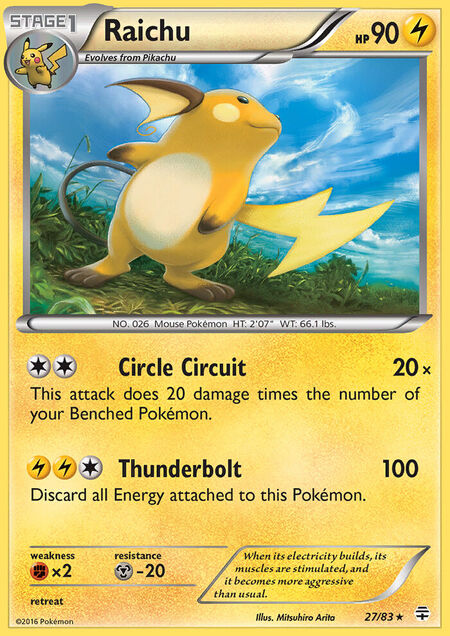 STAGE1
Raichu
HP 90
Evolves from Pikachu
NO. 026 Mouse Pokémon HT: 2'07" WT: 66.1 lbs.
Circle Circuit 20×
This attack does 20 damage times the number of
your Benched Pokémon.
Thunderbolt 100
Discard all Energy attached to this Pokémon.
weakness
×2
resistance
-20
retreat
When its electricity builds, its
muscles are stimulated, and
it becomes more aggressive
than usual.
©2016 Pokémon
Illus. Mitsuhiro Arita
27/83 ★